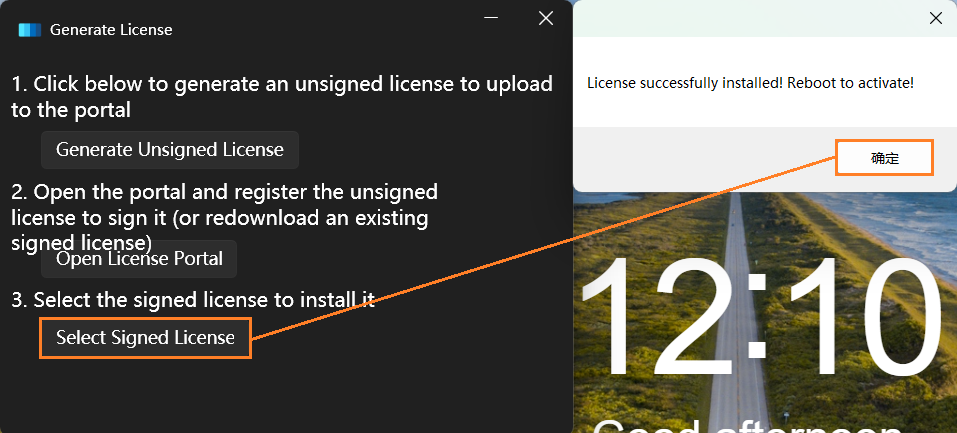 Generate License
1. Click below to generate an unsigned license to upload
to the portal
Generate Unsigned License
2. Open the portal and register the unsigned
license to sign it (or redownload an existing
signed license)
Open License Portal
3. Select the signed license to install it
Select Signed License
License successfully installed! Reboot to activate!
确定
12:10
Good afternoon